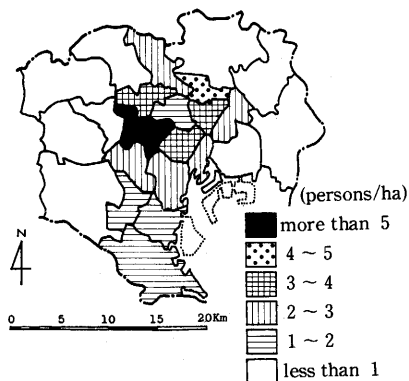 (persons/ha)
more than 5
4 ~ 5
3 ~ 4
2 ~ 3
1 ~ 2
less than 1
N
0 5 10 15 20Km